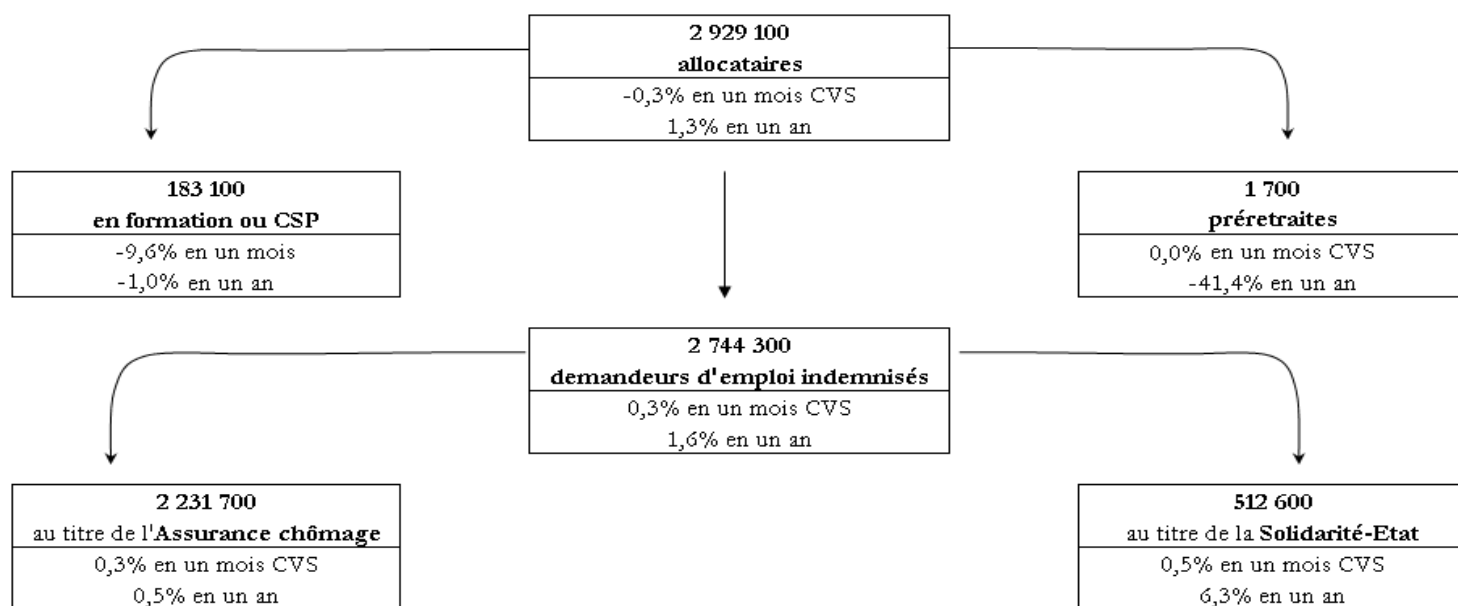 2 929 100
allocataires
-0,3% en un mois CVS
1,3% en un an
183 100
en formation ou CSP
-9,6% en un mois
-1,0% en un an
1 700
préretraites
0,0% en un mois CVS
-41,4% en un an
2 744 300
demandeurs d'emploi indemnisés
0,3% en un mois CVS
1,6% en un an
2 231 700
au titre de l'Assurance chômage
0,3% en un mois CVS
0,5% en un an
512 600
au titre de la Solidarité-Etat
0,5% en un mois CVS
6,3% en un an